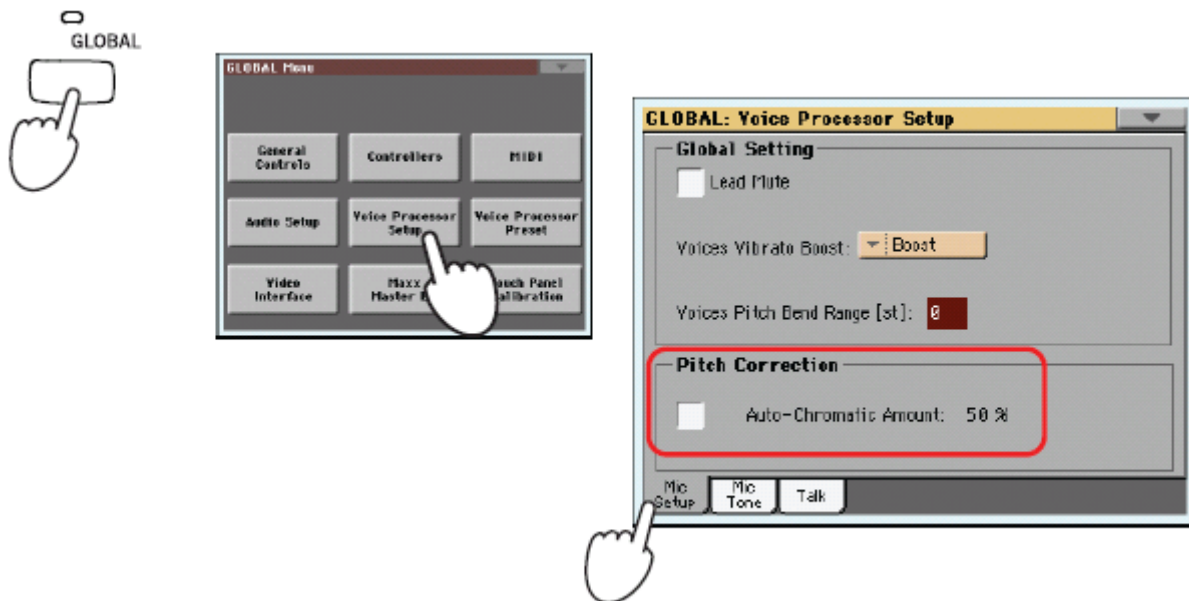 GLOBAL
GLOBAL Menu
General
Controls
Controllers
MIDI
Audio Setup
Voice Processor
Setup
Voice Processor
Preset
Video
Interface
Maxx
Master
Touch Panel
Calibration
GLOBAL: Voice Processor Setup
Global Setting
Lead Mute
Voices Vibrato Boost: Boost
Voices Pitch Bend Range [st]: 0
Pitch Correction
Auto-Chromatic Amount: 50 %
Mic
Setup
Mic
Tone
Talk